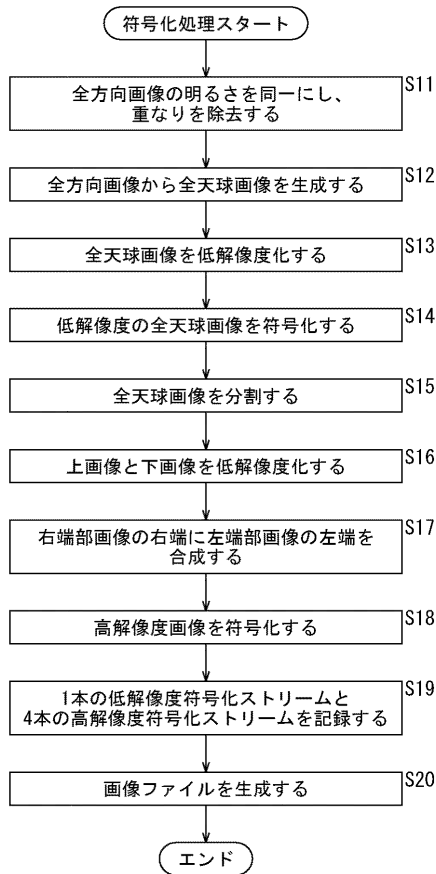 符号化処理スタート
S11
全方向画像の明るさを同一にし、
重なりを除去する
S12
全方向画像から全天球画像を生成する
S13
全天球画像を低解像度化する
S14
低解像度の全天球画像を符号化する
S15
全天球画像を分割する
S16
上画像と下画像を低解像度化する
S17
右端部画像の右端に左端部画像の左端を
合成する
S18
高解像度画像を符号化する
S19
1本の低解像度符号化ストリームと
4本の高解像度符号化ストリームを記録する
S20
画像ファイルを生成する
エンド